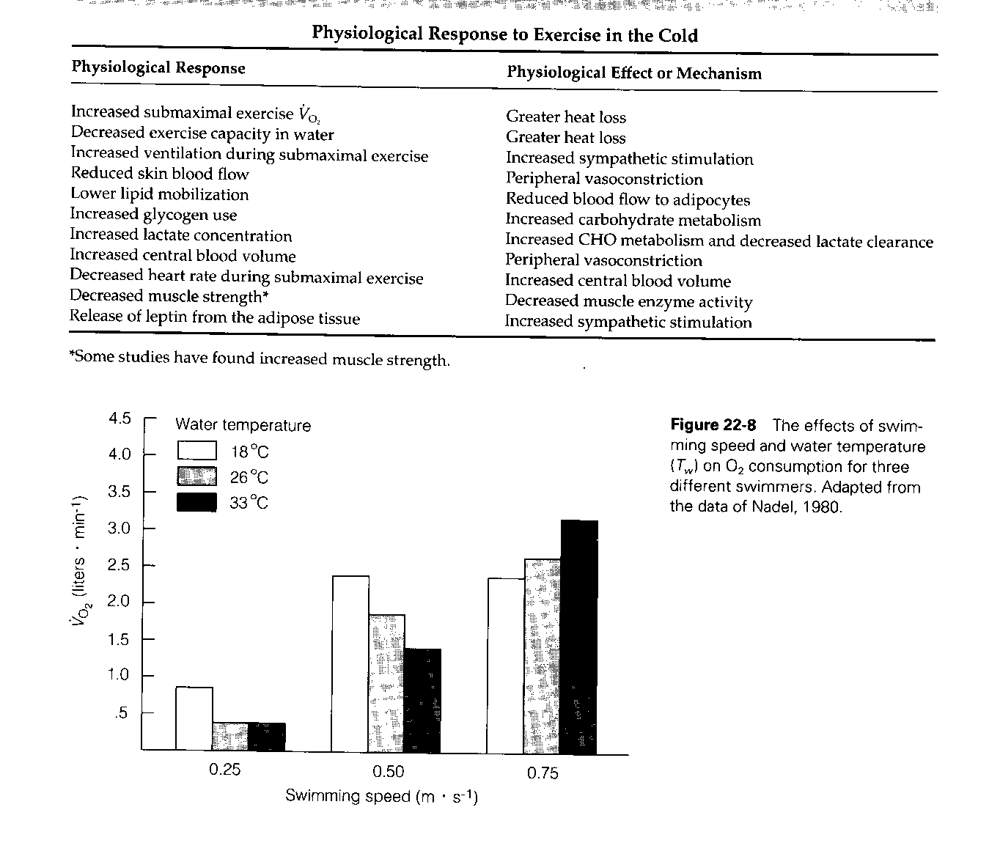 Physiological Response to Exercise in the Cold
Physiological Response Physiological Effect or Mechanism
Increased submaximal exercise V̇O₂ Greater heat loss
Decreased exercise capacity in water Greater heat loss
Increased ventilation during submaximal exercise Increased sympathetic stimulation
Reduced skin blood flow Peripheral vasoconstriction
Lower lipid mobilization Reduced blood flow to adipocytes
Increased glycogen use Increased carbohydrate metabolism
Increased lactate concentration Increased CHO metabolism and decreased lactate clearance
Increased central blood volume Peripheral vasoconstriction
Decreased heart rate during submaximal exercise Increased central blood volume
Decreased muscle strength* Decreased muscle enzyme activity
Release of leptin from the adipose tissue Increased sympathetic stimulation
*Some studies have found increased muscle strength.
V̇O₂ (liters · min⁻¹)
4.5
4.0
3.5
3.0
2.5
2.0
1.5
1.0
.5
Water temperature
18°C
26°C
33°C
0.25 0.50 0.75
Swimming speed (m · s⁻¹)
Figure 22-8 The effects of swim-
ming speed and water temperature
(Tw) on O₂ consumption for three
different swimmers. Adapted from
the data of Nadel, 1980.